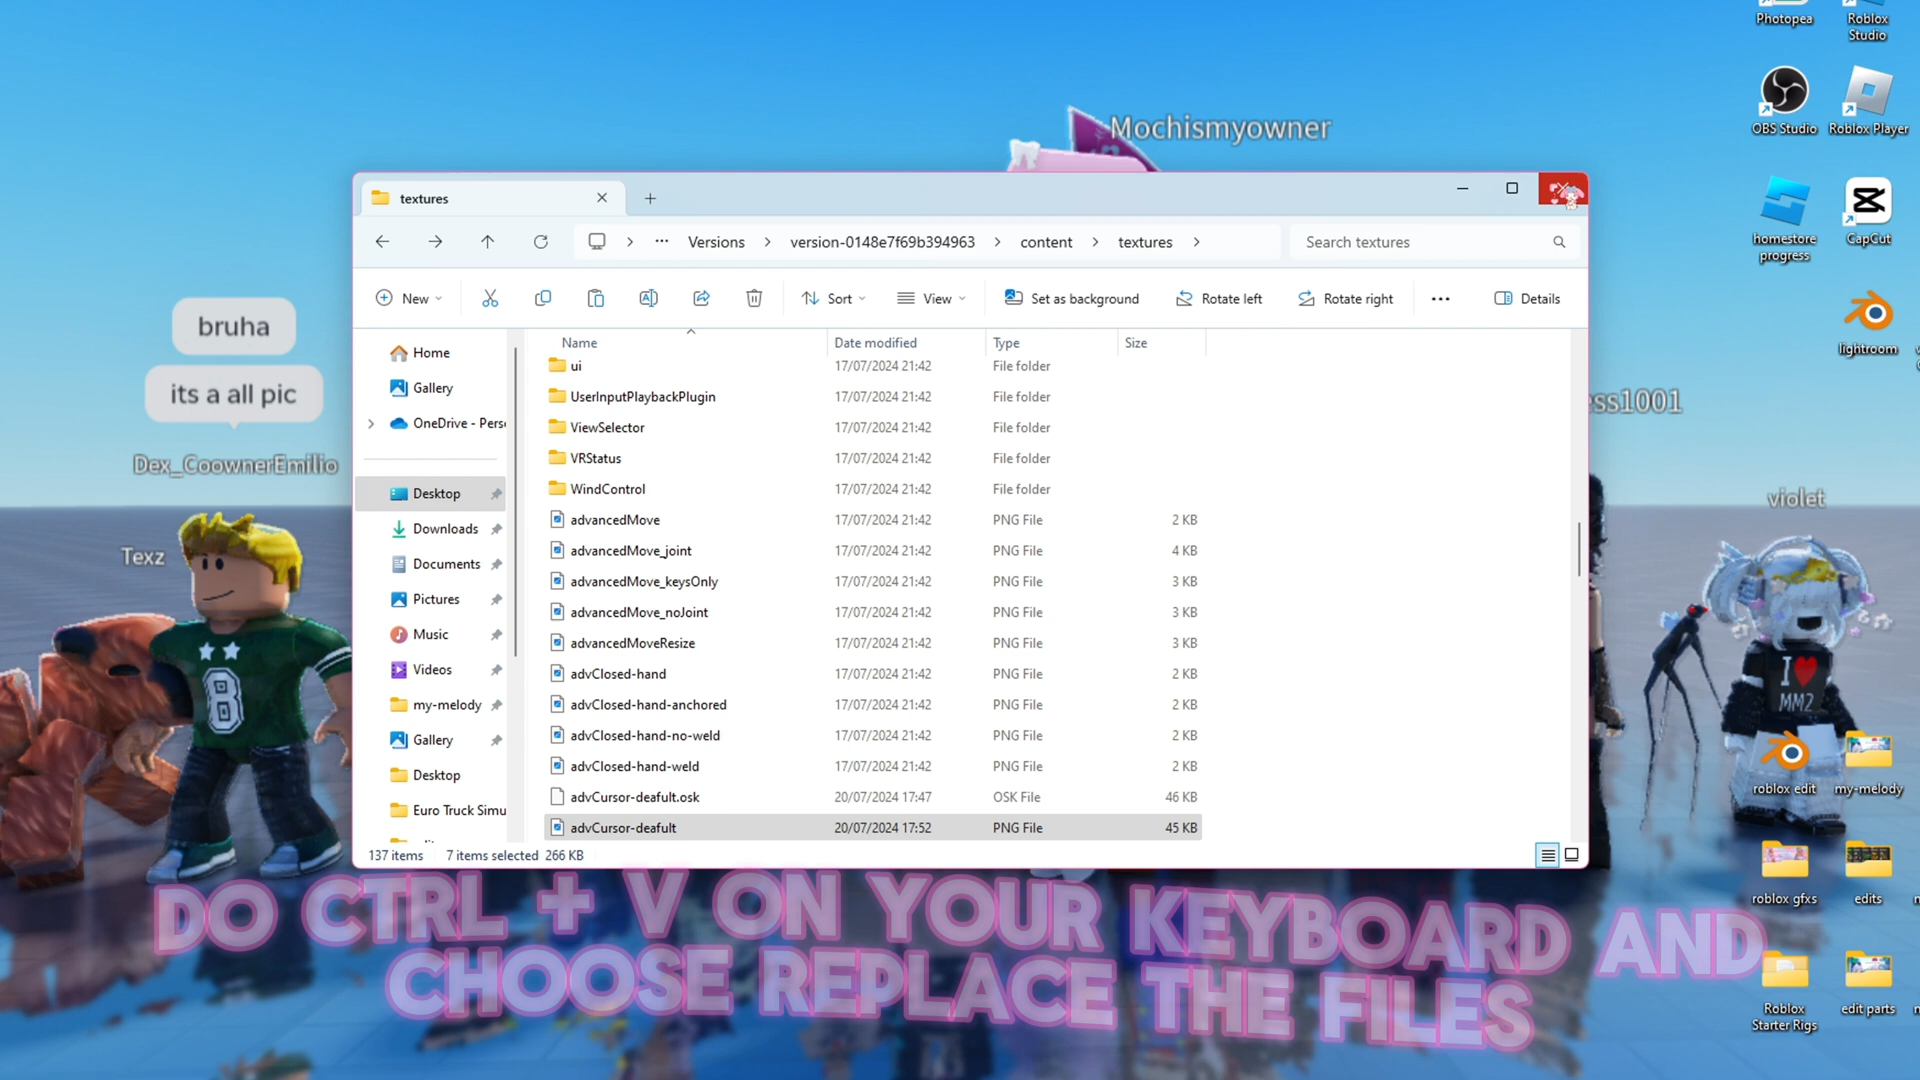 Photopea
Roblox
Studio
OBS Studio
Roblox Player
Mochismyowner
textures
Versions
version-0148e7f69b394963
content
textures
Search textures
homestore
progress
CapCut
New
Sort
View
Set as background
Rotate left
Rotate right
Details
bruha
its a all pic
Dex_CoownerEmilio
Texz
8
Home
Gallery
OneDrive - Pers
Desktop
Downloads
Documents
Pictures
Music
Videos
my-melody
Gallery
Desktop
Euro Truck Simu
Name Date modified Type Size
ui 17/07/2024 21:42 File folder
UserInputPlaybackPlugin 17/07/2024 21:42 File folder
ViewSelector 17/07/2024 21:42 File folder
VRStatus 17/07/2024 21:42 File folder
WindControl 17/07/2024 21:42 File folder
advancedMove 17/07/2024 21:42 PNG File 2 KB
advancedMove_joint 17/07/2024 21:42 PNG File 4 KB
advancedMove_keysOnly 17/07/2024 21:42 PNG File 3 KB
advancedMove_noJoint 17/07/2024 21:42 PNG File 3 KB
advancedMoveResize 17/07/2024 21:42 PNG File 3 KB
advClosed-hand 17/07/2024 21:42 PNG File 2 KB
advClosed-hand-anchored 17/07/2024 21:42 PNG File 2 KB
advClosed-hand-no-weld 17/07/2024 21:42 PNG File 2 KB
advClosed-hand-weld 17/07/2024 21:42 PNG File 2 KB
advCursor-deafult.osk 20/07/2024 17:47 OSK File 46 KB
advCursor-deafult 20/07/2024 17:52 PNG File 45 KB
137 items 7 items selected 266 KB
lightroom
ess1001
violet
I
MM2
roblox edit
my-melody
roblox gfxs
edits
Roblox
Starter Rigs
edit parts
DO CTRL + V ON YOUR KEYBOARD AND
CHOOSE REPLACE THE FILES